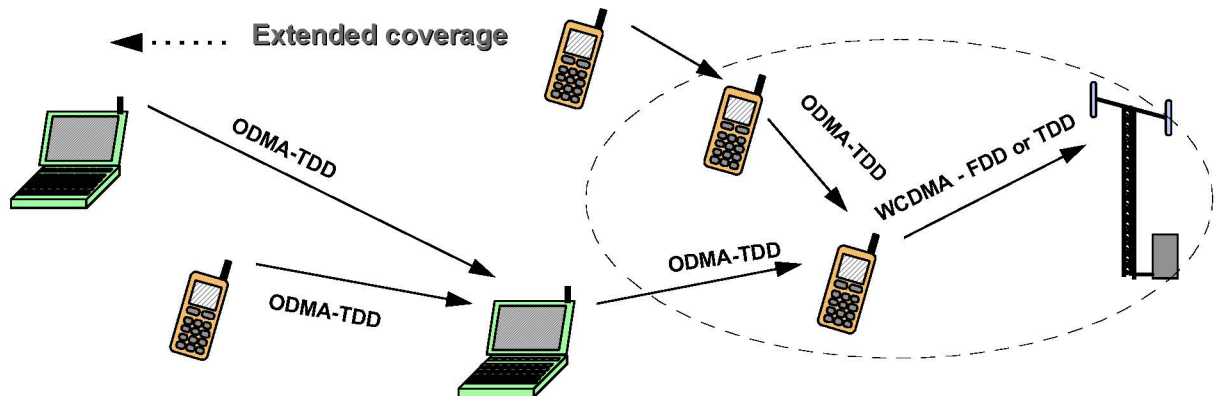 Extended coverage
ODMA-TDD
ODMA-TDD
WCDMA - FDD or TDD
ODMA-TDD
ODMA-TDD